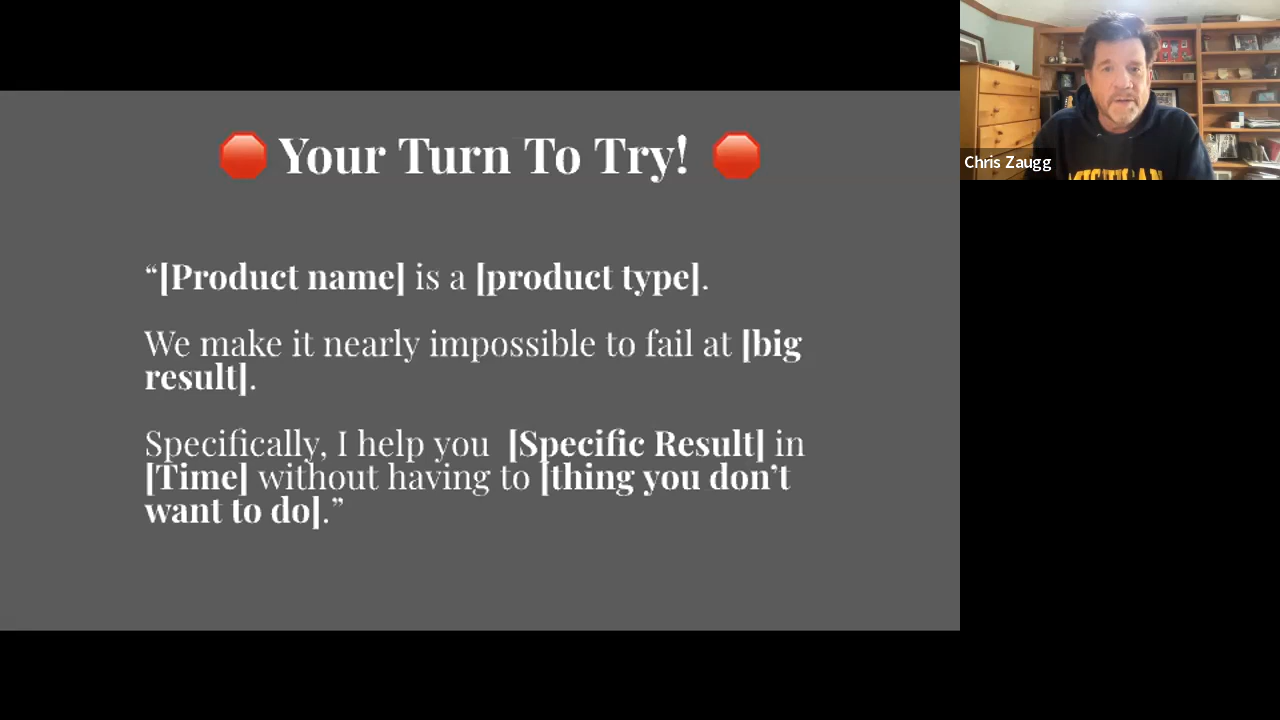 🛑 Your Turn To Try! 🛑
“[Product name] is a [product type].
We make it nearly impossible to fail at [big
result].
Specifically, I help you [Specific Result] in
[Time] without having to [thing you don’t
want to do].”
Chris Zaugg
MICHIGAN